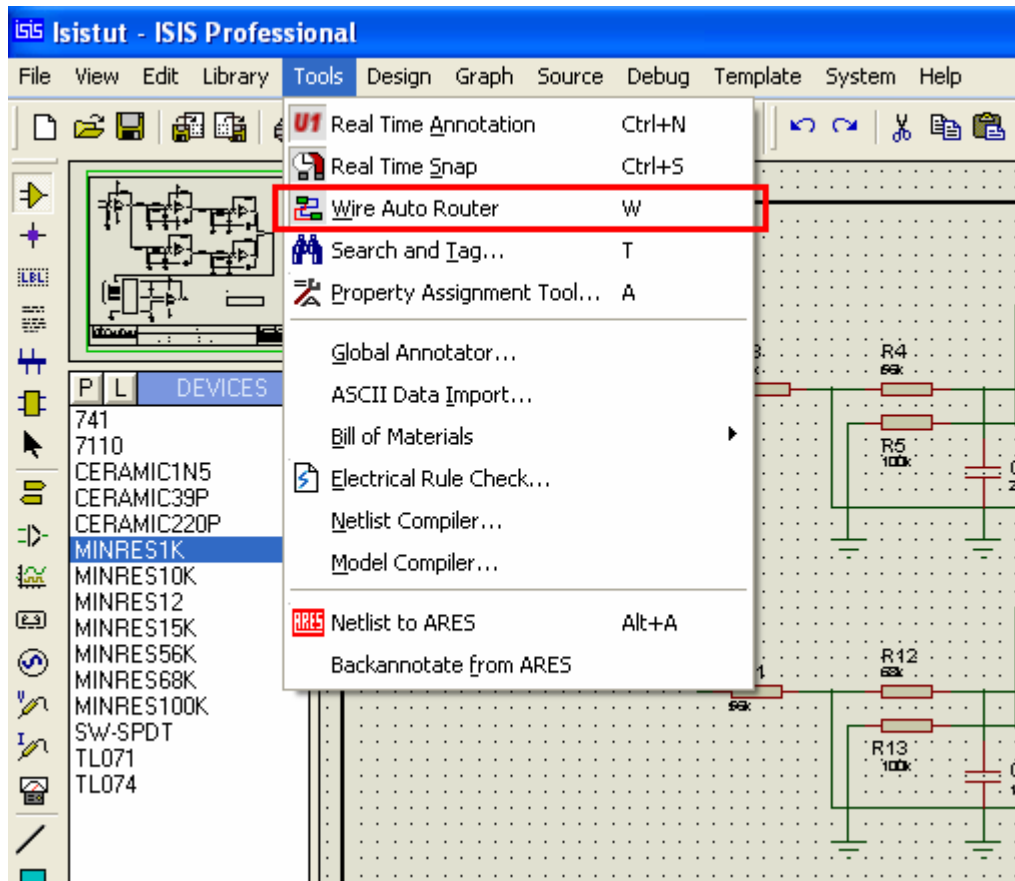 isis Isistut - ISIS Professional
File View Edit Library Tools Design Graph Source Debug Template System Help
U1 Real Time Annotation Ctrl+N
Real Time Snap Ctrl+S
Wire Auto Router W
Search and Tag... T
Property Assignment Tool... A
Global Annotator...
ASCII Data Import...
Bill of Materials
Electrical Rule Check...
Netlist Compiler...
Model Compiler...
ARES Netlist to ARES Alt+A
Backannotate from ARES
LBL
P L DEVICES
741
7110
CERAMIC1N5
CERAMIC39P
CERAMIC220P
MINRES1K
MINRES10K
MINRES12
MINRES15K
MINRES56K
MINRES68K
MINRES100K
SW-SPDT
TL071
TL074
R4
R5
100k
R12
R13
100k